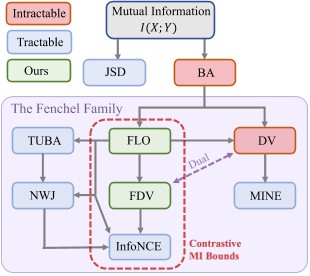 Intractable
Tractable
Ours
Mutual Information
I(X;Y)
JSD
BA
The Fenchel Family
TUBA
FLO
DV
Dual
NWJ
FDV
MINE
InfoNCE
Contrastive
MI Bounds